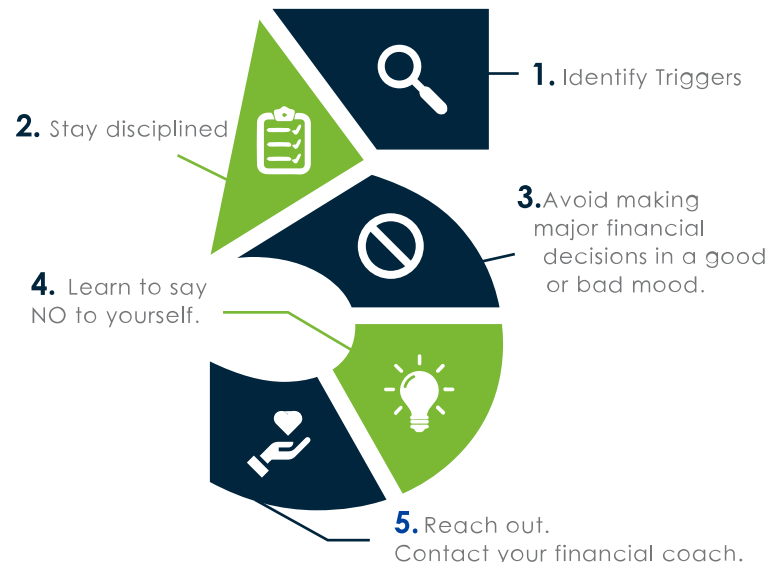 1. Identify Triggers
2. Stay disciplined
3.Avoid making
major financial
decisions in a good
or bad mood.
4. Learn to say
NO to yourself.
5. Reach out.
Contact your financial coach.